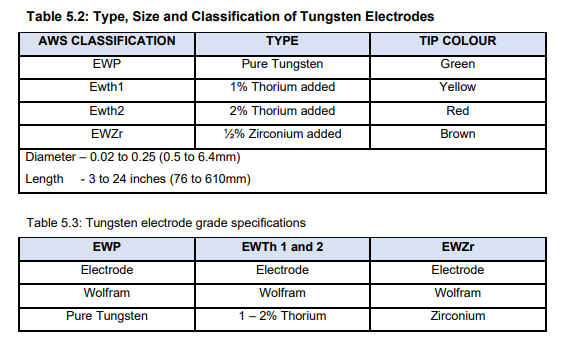 Table 5.2: Type, Size and Classification of Tungsten Electrodes
AWS CLASSIFICATION TYPE TIP COLOUR
EWP Pure Tungsten Green
Ewth1 1% Thorium added Yellow
Ewth2 2% Thorium added Red
EWZr ½% Zirconium added Brown
Diameter – 0.02 to 0.25 (0.5 to 6.4mm)
Length - 3 to 24 inches (76 to 610mm)
Table 5.3: Tungsten electrode grade specifications
EWP EWTh 1 and 2 EWZr
Electrode Electrode Electrode
Wolfram Wolfram Wolfram
Pure Tungsten 1 – 2% Thorium Zirconium